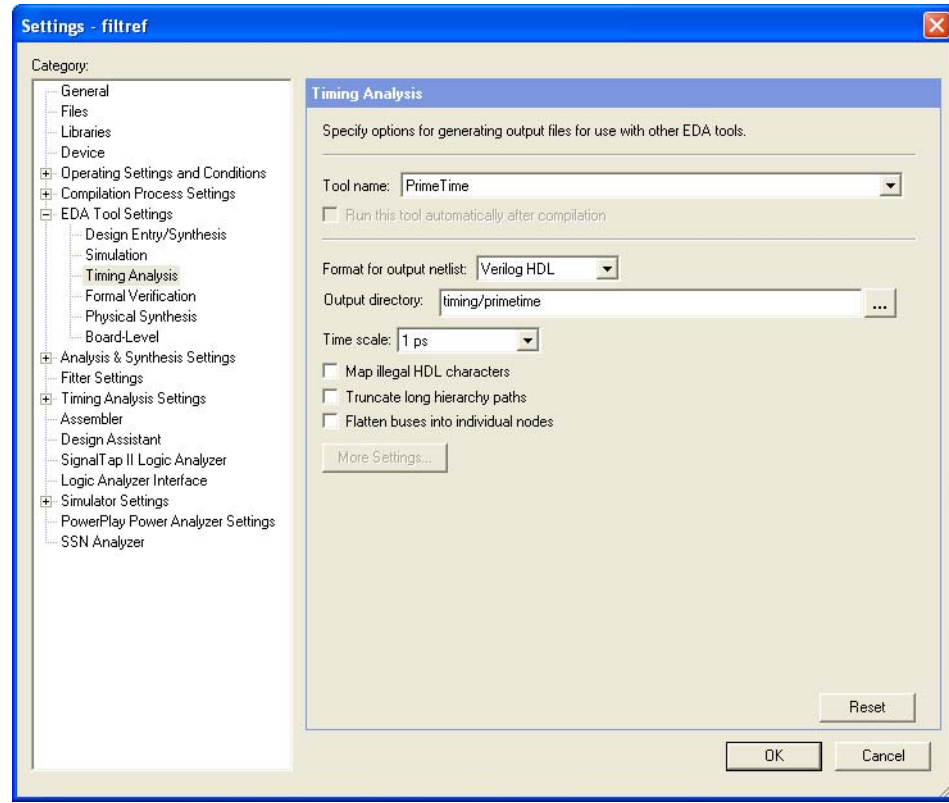 Settings - filtref
Category:
General
Files
Libraries
Device
Operating Settings and Conditions
Compilation Process Settings
EDA Tool Settings
Design Entry/Synthesis
Simulation
Timing Analysis
Formal Verification
Physical Synthesis
Board-Level
Analysis & Synthesis Settings
Fitter Settings
Timing Analysis Settings
Assembler
Design Assistant
SignalTap II Logic Analyzer
Logic Analyzer Interface
Simulator Settings
PowerPlay Power Analyzer Settings
SSN Analyzer
Timing Analysis
Specify options for generating output files for use with other EDA tools.
Tool name: PrimeTime
Run this tool automatically after compilation
Format for output netlist: Verilog HDL
Output directory: timing/primetime ...
Time scale: 1 ps
Map illegal HDL characters
Truncate long hierarchy paths
Flatten buses into individual nodes
More Settings...
Reset
OK Cancel